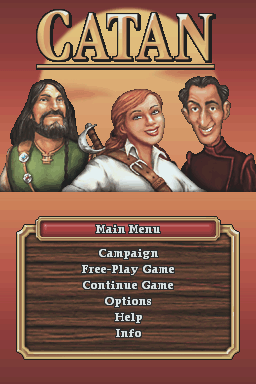 CATAN
Main Menu
Campaign
Free-Play Game
Continue Game
Options
Help
Info